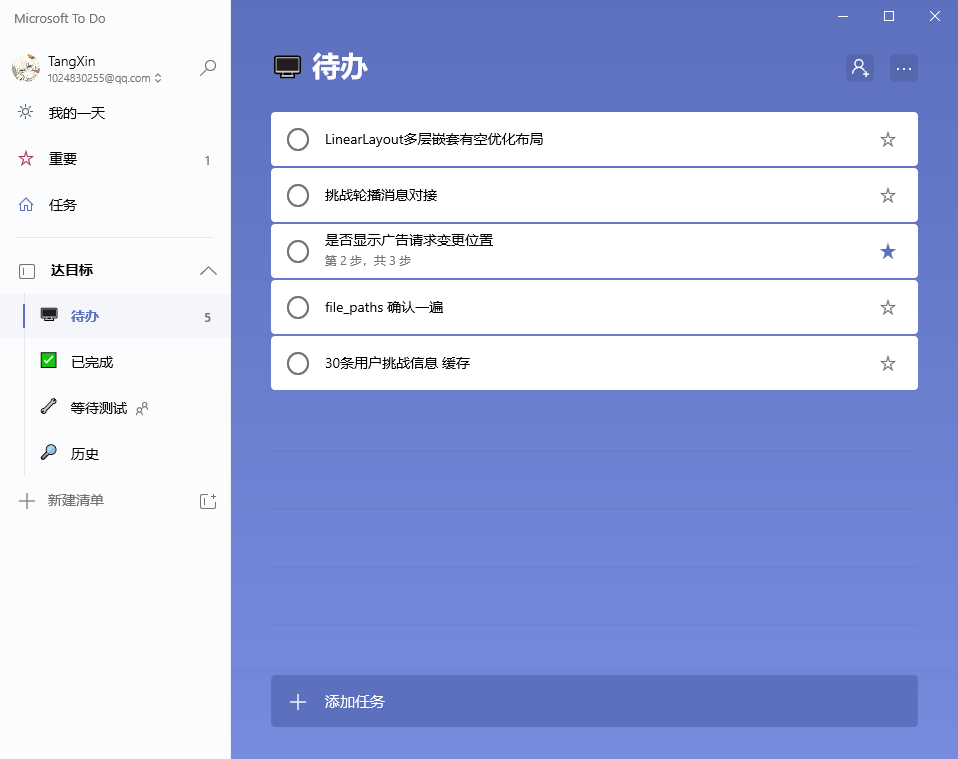 Microsoft To Do
TangXin
1024830255@qq.com
我的一天
重要 1
任务
达目标
待办 5
已完成
等待测试
历史
新建清单
待办
LinearLayout多层嵌套有空优化布局
挑战轮播消息对接
是否显示广告请求变更位置
第 2 步，共 3 步
file_paths 确认一遍
30条用户挑战信息 缓存
添加任务